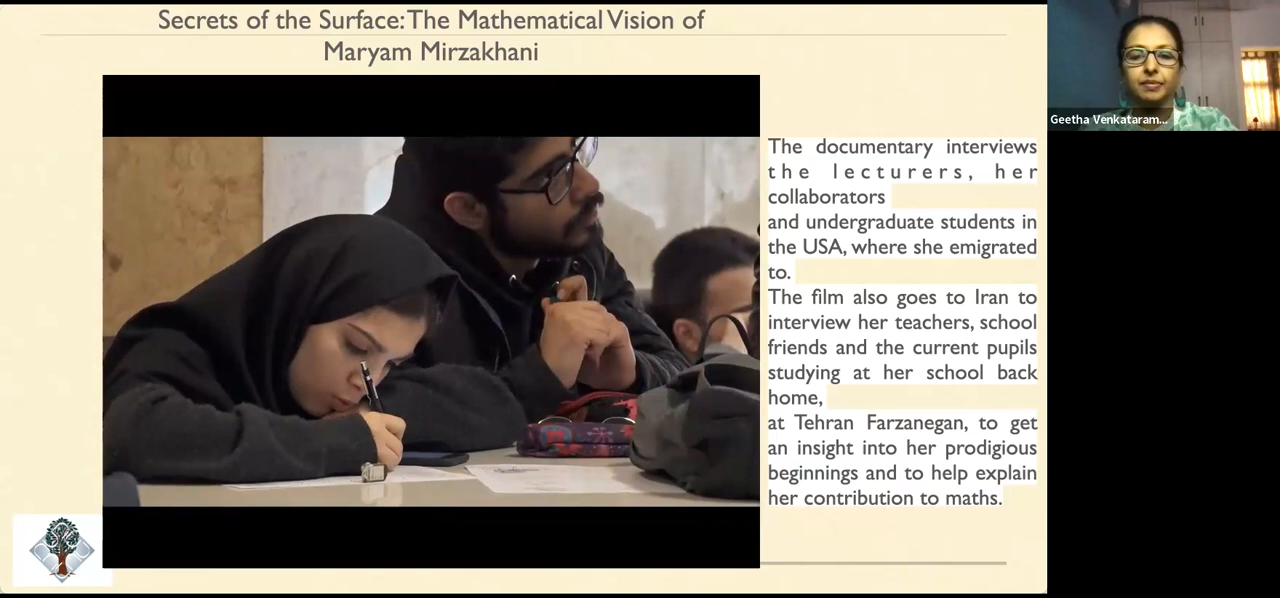 Secrets of the Surface: The Mathematical Vision of
Maryam Mirzakhani
The documentary interviews
the lecturers, her
collaborators
and undergraduate students in
the USA, where she emigrated
to.
The film also goes to Iran to
interview her teachers, school
friends and the current pupils
studying at her school back
home,
at Tehran Farzanegan, to get
an insight into her prodigious
beginnings and to help explain
her contribution to maths.
Geetha Venkataram...